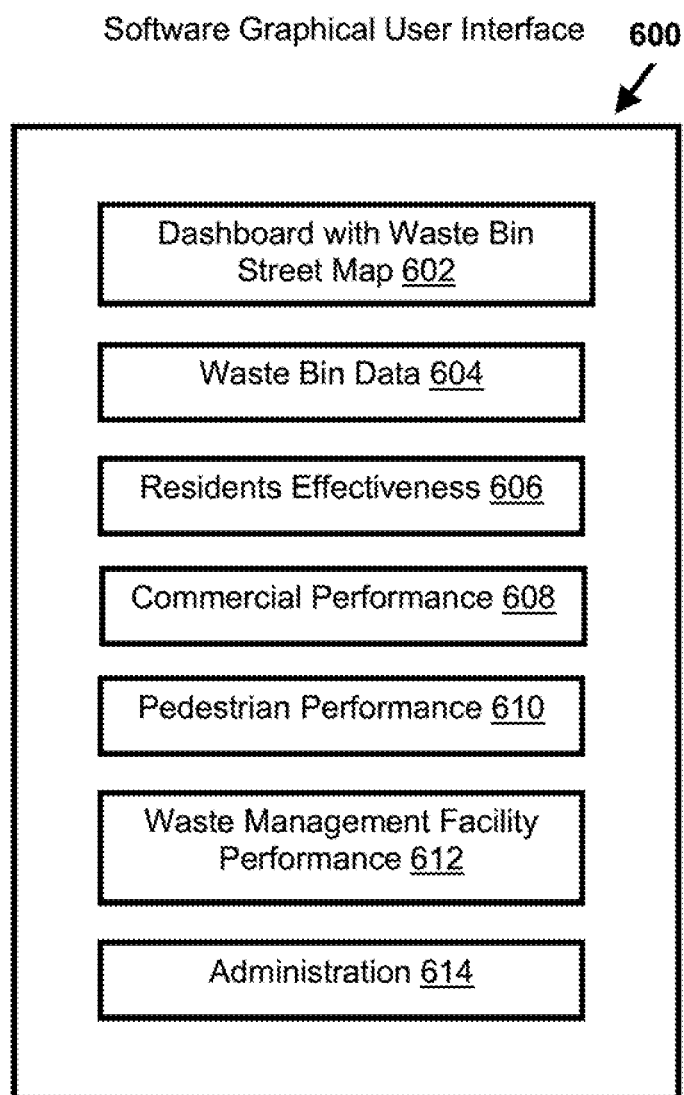 Software Graphical User Interface 600
Dashboard with Waste Bin
Street Map 602
Waste Bin Data 604
Residents Effectiveness 606
Commercial Performance 608
Pedestrian Performance 610
Waste Management Facility
Performance 612
Administration 614